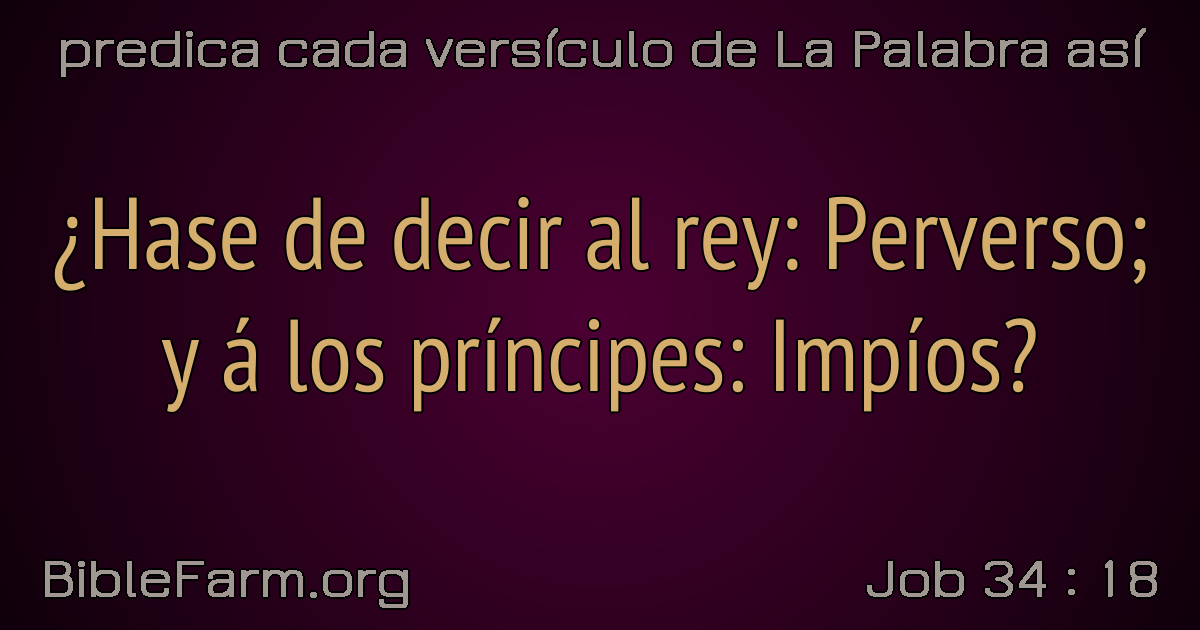 predica cada versículo de La Palabra así
¿Hase de decir al rey: Perverso;
y á los príncipes: Impíos?
BibleFarm.org
Job 34 : 18